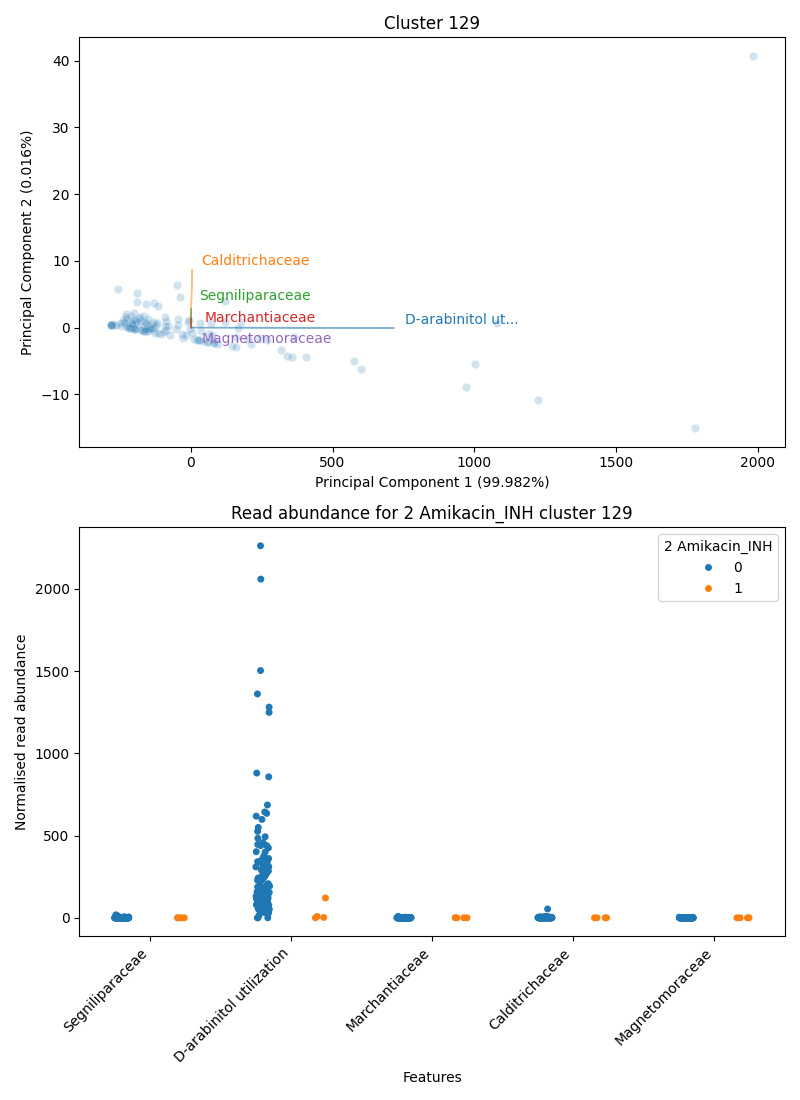 Cluster 129
40
30
20
10
0
−10
Principal Component 2 (0.016%)
Calditrichaceae
Segniliparaceae
Marchantiaceae
D-arabinitol ut...
Magnetomoraceae
0
500
1000
1500
2000
Principal Component 1 (99.982%)
Read abundance for 2 Amikacin_INH cluster 129
2 Amikacin_INH
0
1
2000
1500
1000
500
0
Normalised read abundance
Segniliparaceae
D-arabinitol utilization
Marchantiaceae
Calditrichaceae
Magnetomoraceae
Features